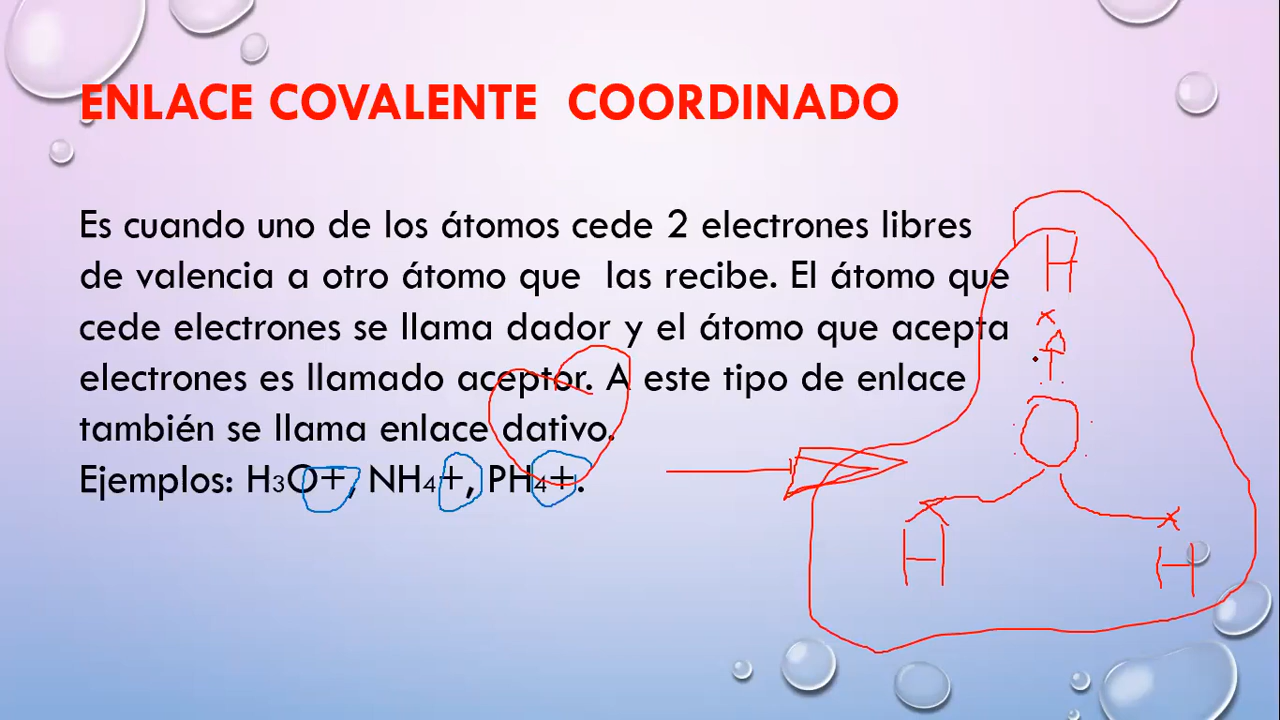 ENLACE COVALENTE COORDINADO
Es cuando uno de los átomos cede 2 electrones libres
de valencia a otro átomo que las recibe. El átomo que
cede electrones se llama dador y el átomo que acepta
electrones es llamado aceptor. A este tipo de enlace
también se llama enlace dativo.
Ejemplos: H3O+, NH4+, PH4+.
H
x
O
x x
H H